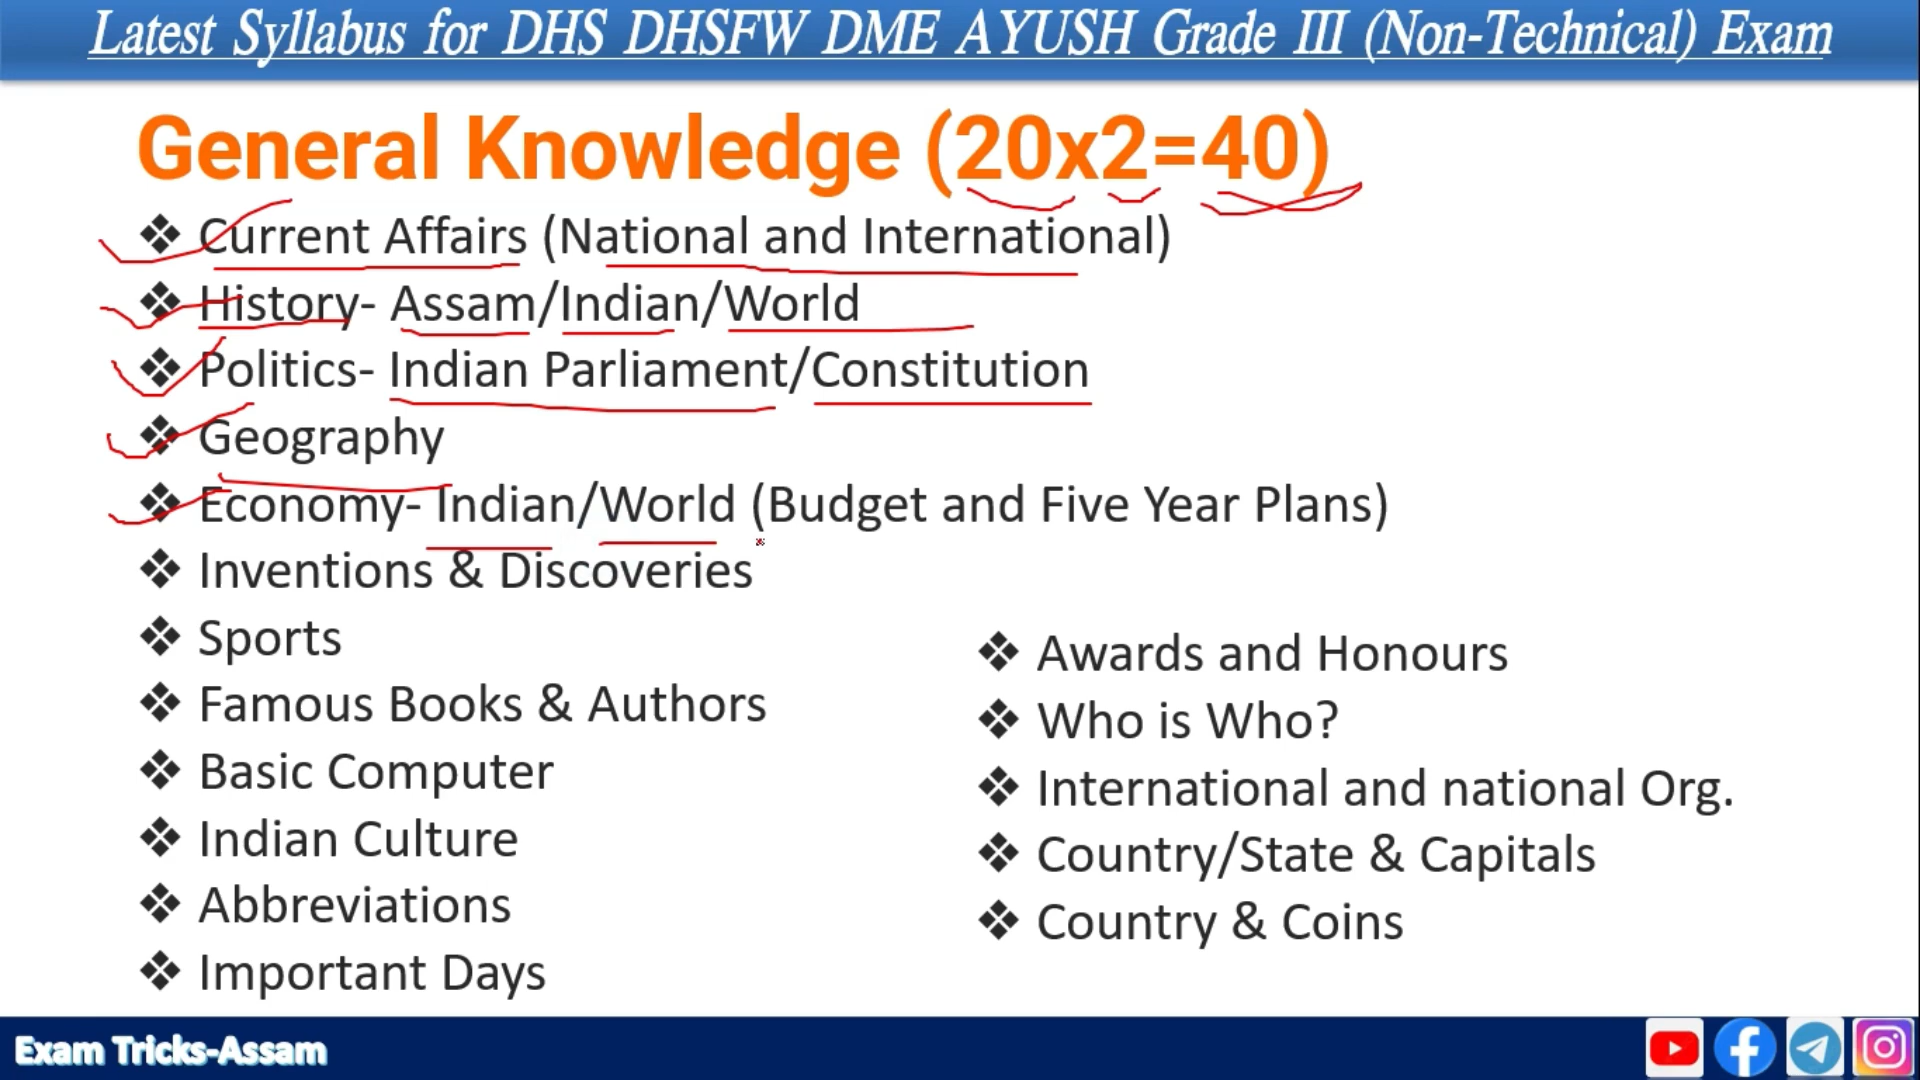 Latest Syllabus for DHS DHSFW DME AYUSH Grade III (Non-Technical) Exam
General Knowledge (20x2=40)
❖ Current Affairs (National and International)
❖ History- Assam/Indian/World
❖ Politics- Indian Parliament/Constitution
❖ Geography
❖ Economy- Indian/World (Budget and Five Year Plans)
❖ Inventions & Discoveries
❖ Sports
❖ Famous Books & Authors
❖ Basic Computer
❖ Indian Culture
❖ Abbreviations
❖ Important Days
❖ Awards and Honours
❖ Who is Who?
❖ International and national Org.
❖ Country/State & Capitals
❖ Country & Coins
Exam Tricks-Assam